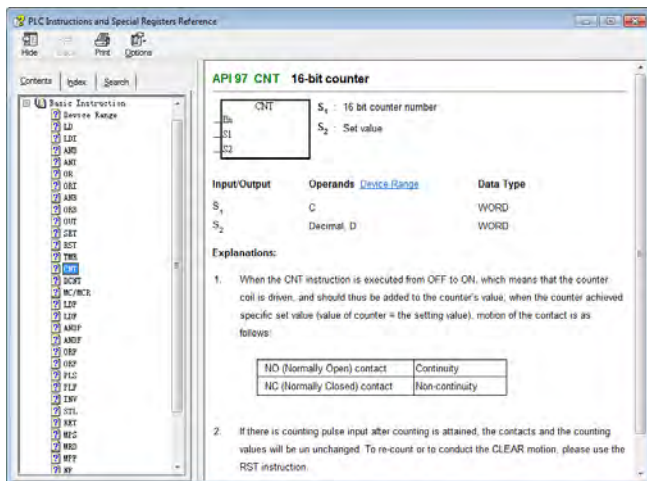 PLC Instructions and Special Registers Reference
Hide
Back
Print
Options
Contents
Index
Search
Basic Instruction
Device Range
LD
LDI
AND
ANI
OR
ORI
ANB
ORB
OUT
SET
RST
TMR
CNT
DCNT
MC/MCR
LDP
LDF
ANDP
ANDF
ORP
ORF
PLS
PLF
INV
STL
RET
MPS
MRD
MPP
NP
API 97 CNT 16-bit counter
CNT
En
S1
S2
S1 : 16 bit counter number
S2 : Set value
Input/Output Operands Device Range Data Type
S1 C WORD
S2 Decimal, D WORD
Explanations:
1. When the CNT instruction is executed from OFF to ON, which means that the counter
coil is driven, and should thus be added to the counter's value; when the counter achieved
specific set value (value of counter = the setting value), motion of the contact is as
follows:
NO (Normally Open) contact Continuity
NC (Normally Closed) contact Non-continuity
2. If there is counting pulse input after counting is attained, the contacts and the counting
values will be un unchanged. To re-count or to conduct the CLEAR motion, please use the
RST instruction.